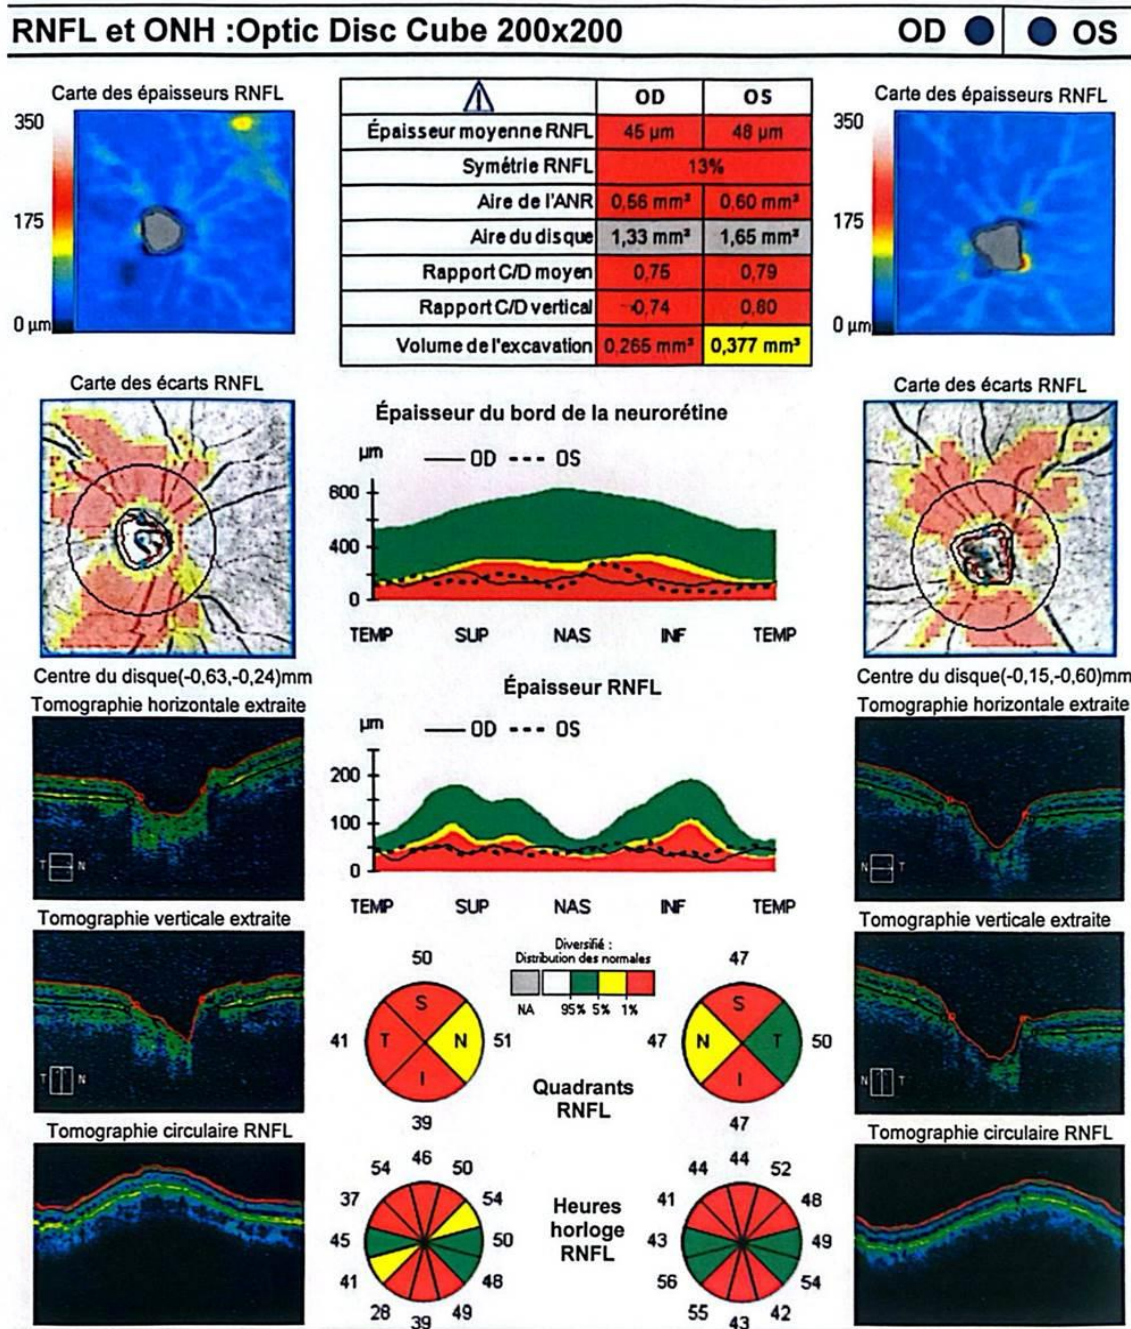 RNFL et ONH :Optic Disc Cube 200x200
OD
OS
Carte des épaisseurs RNFL
350
175
0 µm
OD OS
Épaisseur moyenne RNFL 45 µm 48 µm
Symétrie RNFL 13%
Aire de l'ANR 0,56 mm² 0,60 mm²
Aire du disque 1,33 mm² 1,65 mm²
Rapport C/D moyen 0,75 0,79
Rapport C/D vertical 0,74 0,80
Volume de l'excavation 0,265 mm³ 0,377 mm³
Carte des épaisseurs RNFL
350
175
0 µm
Carte des écarts RNFL
Centre du disque(-0,63,-0,24)mm
Épaisseur du bord de la neurorétine
µm
OD OS
800
400
0
TEMP SUP NAS INF TEMP
Carte des écarts RNFL
Centre du disque(-0,15,-0,60)mm
Tomographie horizontale extraite
T N
Épaisseur RNFL
µm
OD OS
200
100
0
TEMP SUP NAS INF TEMP
Tomographie horizontale extraite
N T
Tomographie verticale extraite
T N
Tomographie verticale extraite
N T
Diversifié :
Distribution des normales
NA 95% 5% 1%
50
41 S T N I 51
39
Quadrants
RNFL
47
47 S N T I 50
47
Tomographie circulaire RNFL
54 46 50
37 54
45 50
41 48
28 39 49
Heures
horloge
RNFL
44 44 52
41 48
43 49
56 54
55 43 42
Tomographie circulaire RNFL